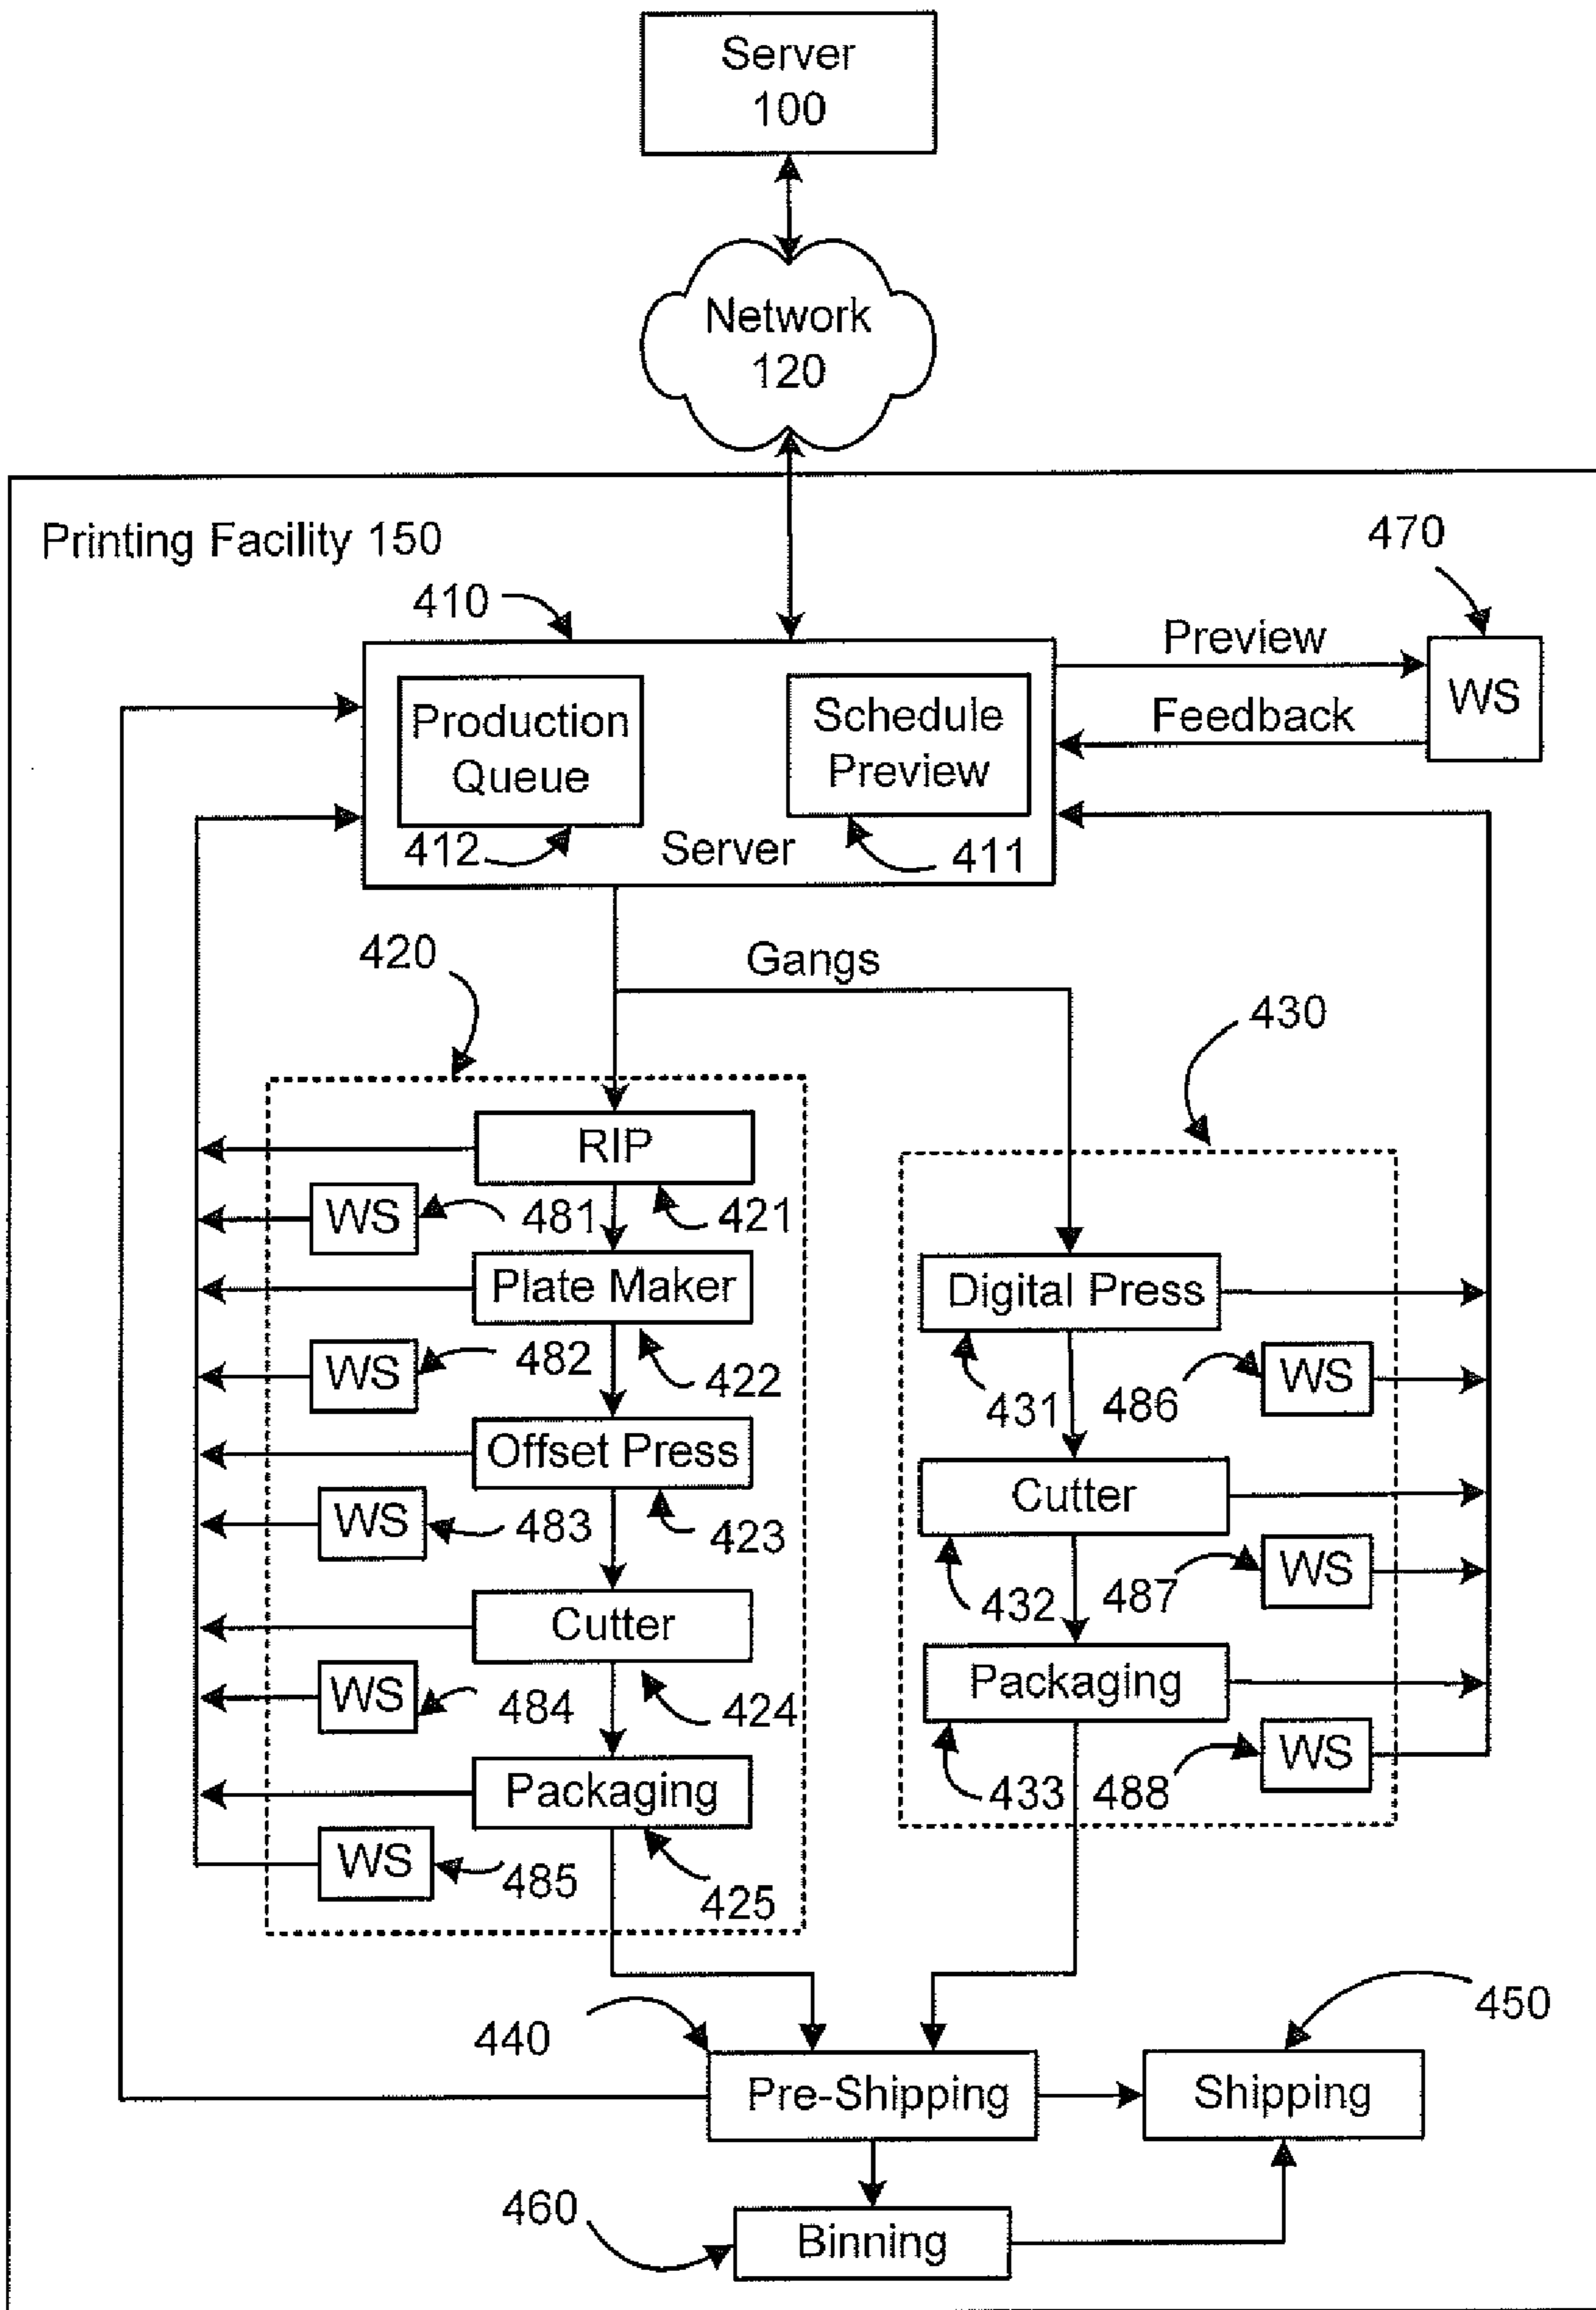 Server
100
Network
120
Printing Facility 150
470
410
Preview
WS
Feedback
Production
Queue
Schedule
Preview
412
Server
411
420
Gangs
430
RIP
WS
481
421
Plate Maker
Digital Press
WS
482
422
431
486
WS
Offset Press
Cutter
WS
483
423
432
487
WS
Cutter
Packaging
WS
484
424
433
488
WS
Packaging
WS
485
425
440
450
Pre-Shipping
Shipping
460
Binning